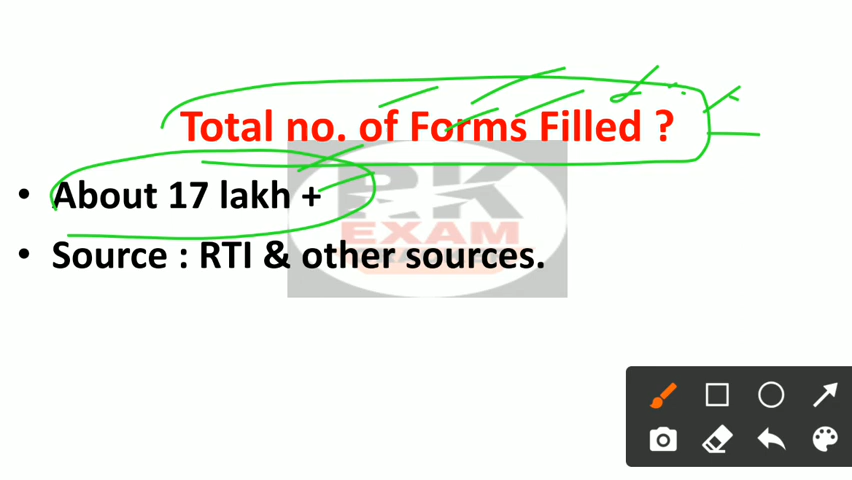 Total no. of Forms Filled ?
• About 17 lakh +
• Source : RTI & other sources.
EXAM